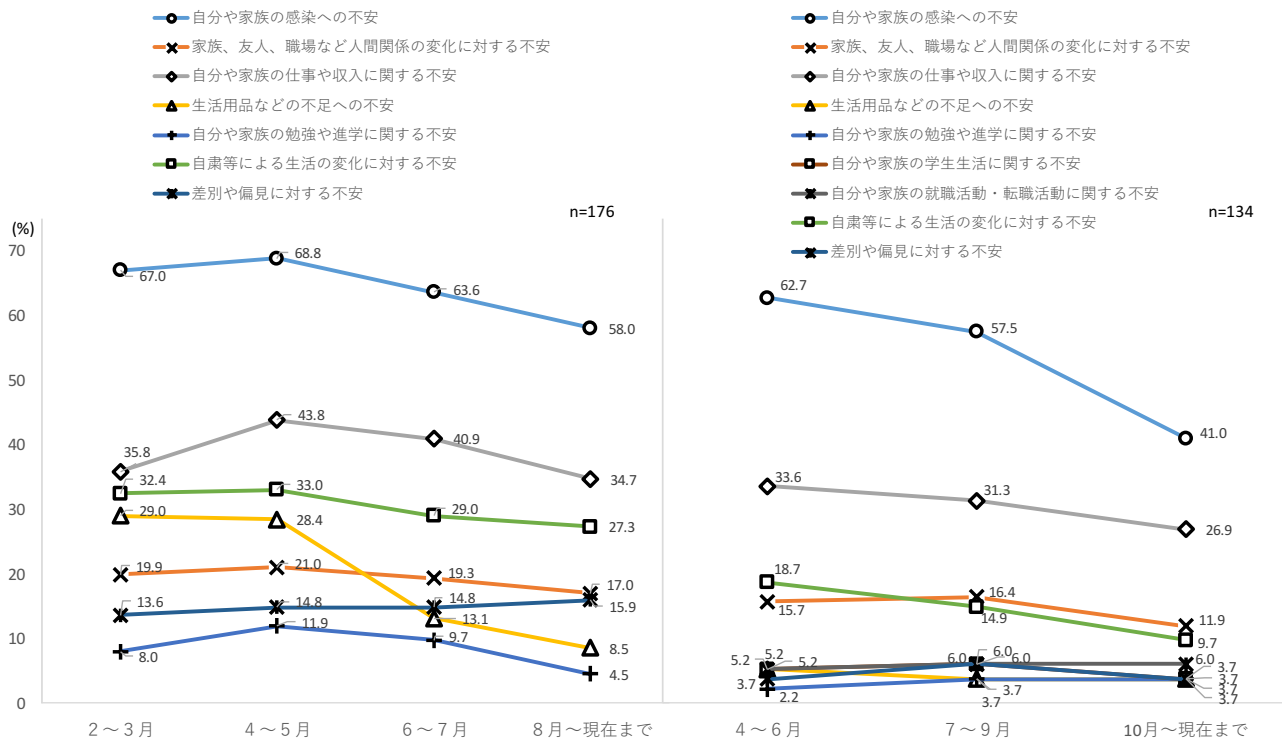 自分や家族の感染への不安
家族、友人、職場など人間関係の変化に対する不安
自分や家族の仕事や収入に関する不安
生活用品などの不足への不安
自分や家族の勉強や進学に関する不安
自粛等による生活の変化に対する不安
差別や偏見に対する不安
n=176
(%)
70
60
50
40
30
20
10
0
67.0
68.8
63.6
58.0
35.8
43.8
40.9
34.7
32.4
33.0
29.0
27.3
29.0
28.4
13.1
8.5
19.9
21.0
19.3
17.0
13.6
14.8
14.8
15.9
8.0
11.9
9.7
4.5
2～3月
4～5月
6～7月
8月～現在まで
自分や家族の感染への不安
家族、友人、職場など人間関係の変化に対する不安
自分や家族の仕事や収入に関する不安
生活用品などの不足への不安
自分や家族の勉強や進学に関する不安
自分や家族の学生生活に関する不安
自分や家族の就職活動・転職活動に関する不安
自粛等による生活の変化に対する不安
差別や偏見に対する不安
n=134
62.7
57.5
41.0
33.6
31.3
26.9
18.7
14.9
9.7
15.7
16.4
11.9
5.2
5.2
5.2
3.7
2.2
6.0
6.0
6.0
3.7
3.7
6.0
3.7
3.7
3.7
3.7
4～6月
7～9月
10月～現在まで